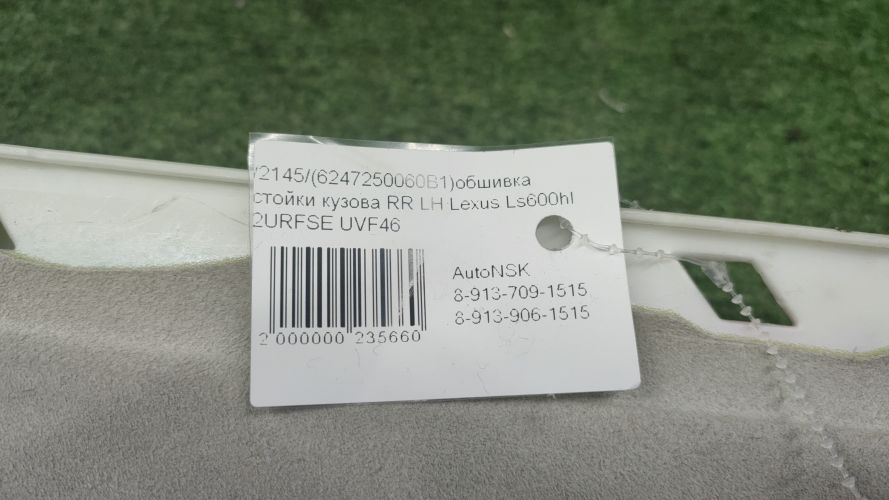 /2145/(6247250060B1)обшивка
стойки кузова RR LH Lexus Ls600hl
2URFSE UVF46
AutoNSK
8-913-709-1515
8-913-906-1515
2 000000 235660